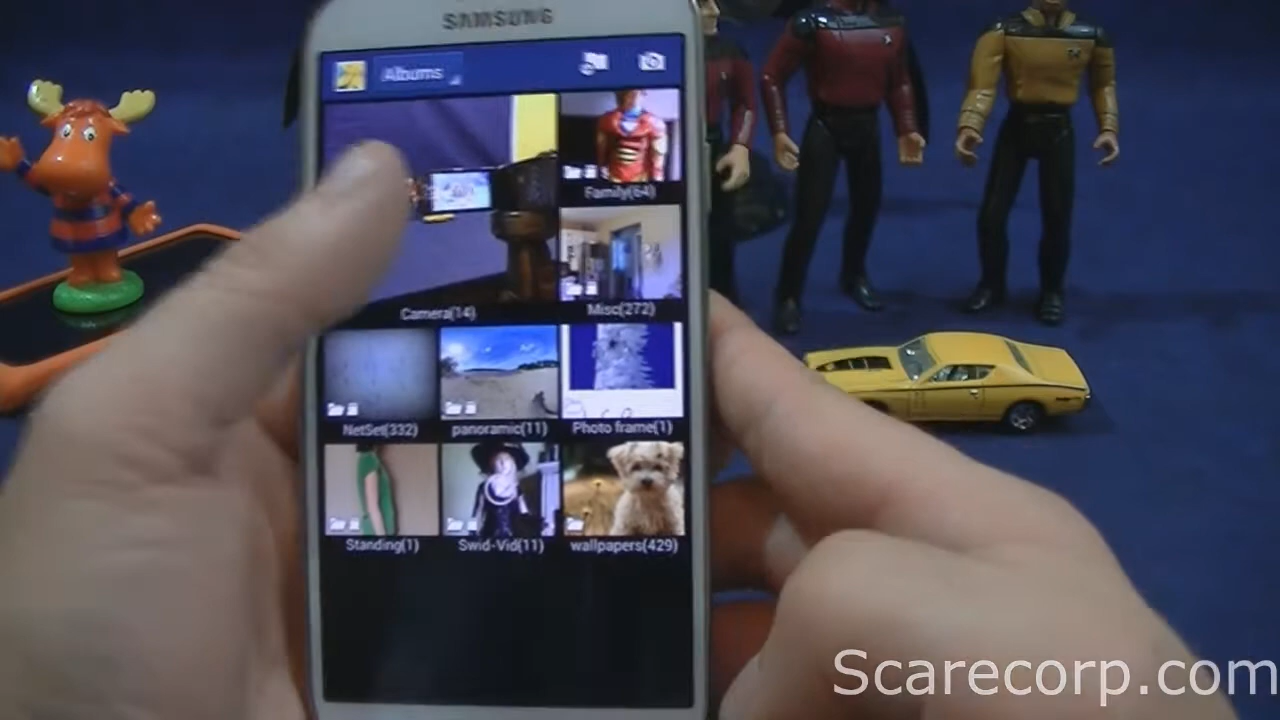 SAMSUNG
Albums
Family(64)
Camera(14)
Misc(272)
NetSet(332)
panoramic(11)
Photo frame(1)
Standing(1)
Swid-Vid(11)
wallpapers(429)
Scarecorp.com